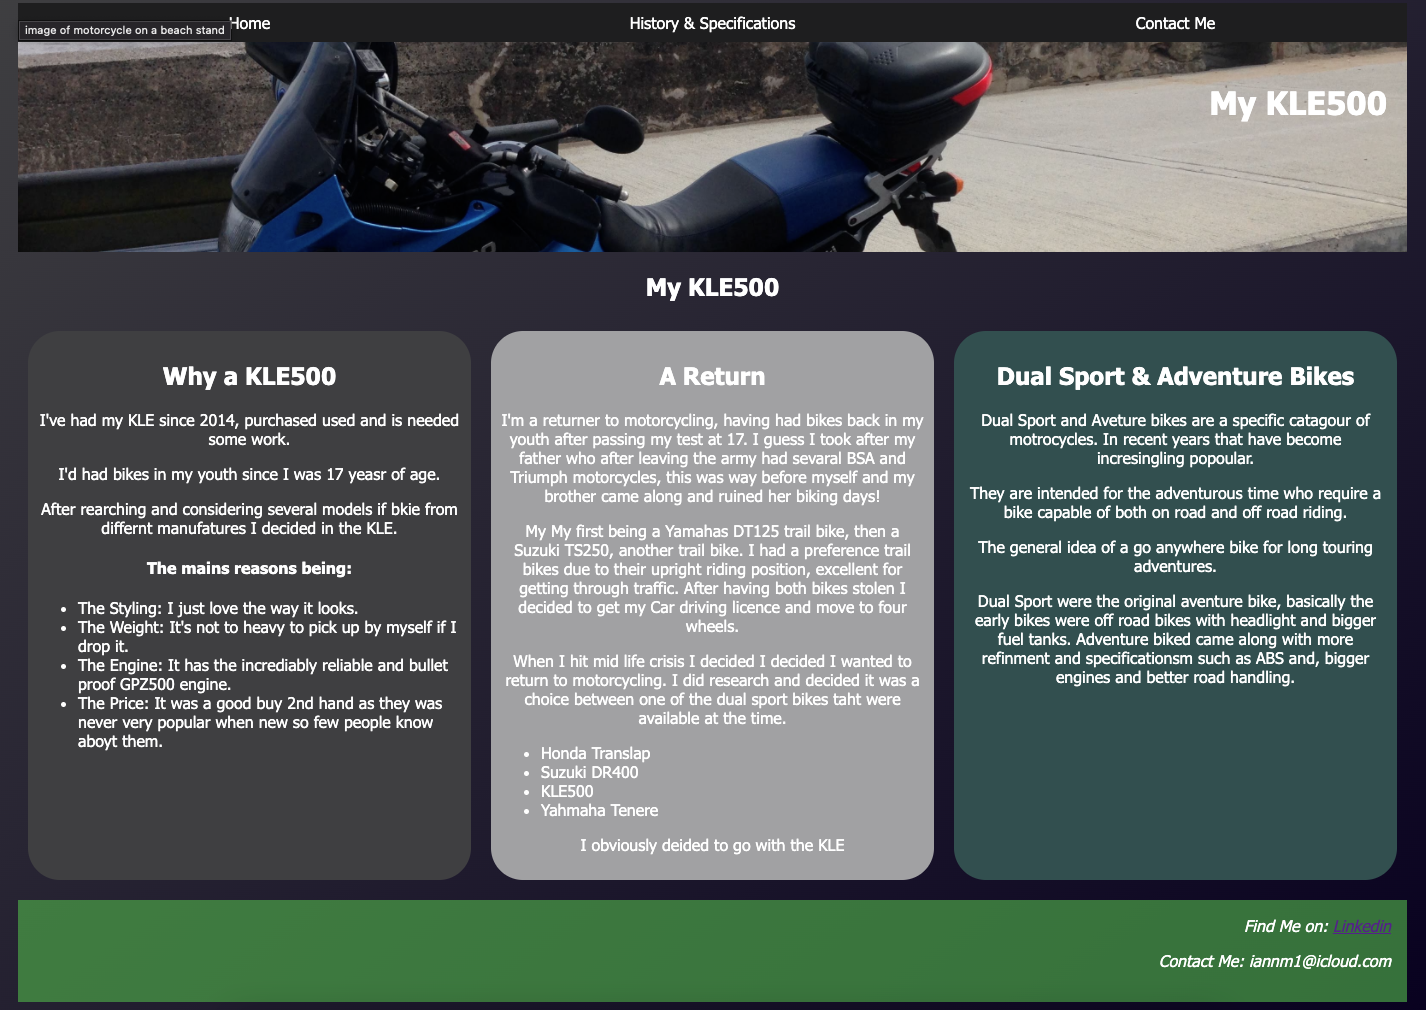 Home
History & Specifications
Contact Me
image of motorcycle on a beach stand
My KLE500
My KLE500
Why a KLE500
I've had my KLE since 2014, purchased used and is needed
some work.
I'd had bikes in my youth since I was 17 yeasr of age.
After rearching and considering several models if bkie from
differnt manufatures I decided in the KLE.
The mains reasons being:
• The Styling: I just love the way it looks.
• The Weight: It's not to heavy to pick up by myself if I
drop it.
• The Engine: It has the increadiably reliable and bullet
proof GPZ500 engine.
• The Price: It was a good buy 2nd hand as they was
never very popular when new so few people know
aboyt them.
A Return
I'm a returner to motorcycling, having had bikes back in my
youth after passing my test at 17. I guess I took after my
father who after leaving the army had sevaral BSA and
Triumph motorcycles, this was way before myself and my
brother came along and ruined her biking days!
My My first being a Yamahas DT125 trail bike, then a
Suzuki TS250, another trail bike. I had a preference trail
bikes due to their upright riding position, excellent for
getting through traffic. After having both bikes stolen I
decided to get my Car driving licence and move to four
wheels.
When I hit mid life crisis I decided I decided I wanted to
return to motorcycling. I did research and decided it was a
choice between one of the dual sport bikes taht were
available at the time.
• Honda Translap
• Suzuki DR400
• KLE500
• Yahmaha Tenere
I obviously deided to go with the KLE
Dual Sport & Adventure Bikes
Dual Sport and Aveture bikes are a specific catagour of
motrocycles. In recent years that have become
incresingling popoular.
They are intended for the adventurous time who require a
bike capable of both on road and off road riding.
The general idea of a go anywhere bike for long touring
adventures.
Dual Sport were the original aventure bike, basically the
early bikes were off road bikes with headlight and bigger
fuel tanks. Adventure biked came along with more
refinment and specificationsm such as ABS and, bigger
engines and better road handling.
Find Me on: Linkedin
Contact Me: iannm1@icloud.com